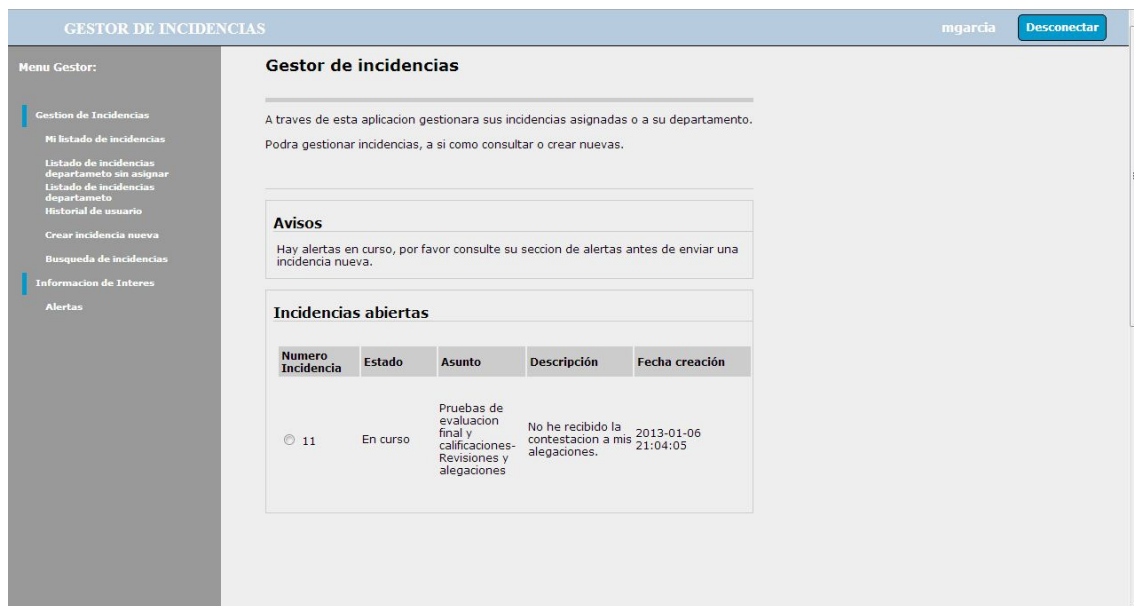 GESTOR DE INCIDENCIAS
mgarcia
Desconectar
Menu Gestor:
Gestion de Incidencias
Mi listado de incidencias
Listado de incidencias
departameto sin asignar
Listado de incidencias
departameto
Historial de usuario
Crear incidencia nueva
Busqueda de incidencias
Informacion de Interes
Alertas
Gestor de incidencias
A traves de esta aplicacion gestionara sus incidencias asignadas o a su departamento.
Podra gestionar incidencias, a si como consultar o crear nuevas.
Avisos
Hay alertas en curso, por favor consulte su seccion de alertas antes de enviar una
incidencia nueva.
Incidencias abiertas
Numero
Incidencia
Estado
Asunto
Descripción
Fecha creación
11
En curso
Pruebas de
evaluacion
final y
calificaciones-
Revisiones y
alegaciones
No he recibido la
contestacion a mis
alegaciones.
2013-01-06
21:04:05